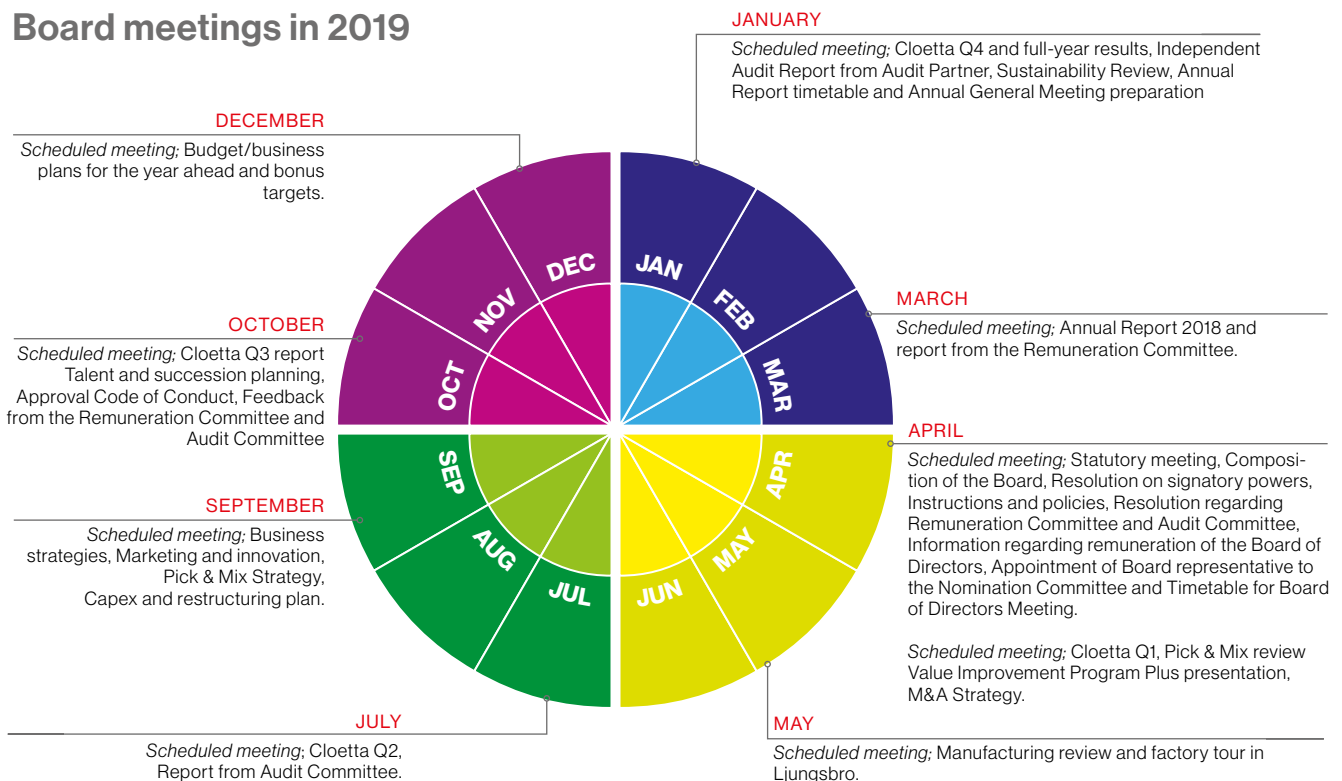 Board meetings in 2019
JANUARY
Scheduled meeting; Cloetta Q4 and full-year results, Independent
Audit Report from Audit Partner, Sustainability Review, Annual
Report timetable and Annual General Meeting preparation
MARCH
Scheduled meeting; Annual Report 2018 and
report from the Remuneration Committee.
APRIL
Scheduled meeting; Statutory meeting, Composi-
tion of the Board, Resolution on signatory powers,
Instructions and policies, Resolution regarding
Remuneration Committee and Audit Committee,
Information regarding remuneration of the Board of
Directors, Appointment of Board representative to
the Nomination Committee and Timetable for Board
of Directors Meeting.
Scheduled meeting; Cloetta Q1, Pick & Mix review
Value Improvement Program Plus presentation,
M&A Strategy.
MAY
Scheduled meeting; Manufacturing review and factory tour in
Ljungsbro.
JULY
Scheduled meeting; Cloetta Q2,
Report from Audit Committee.
SEPTEMBER
Scheduled meeting; Business
strategies, Marketing and innovation,
Pick & Mix Strategy,
Capex and restructuring plan.
OCTOBER
Scheduled meeting; Cloetta Q3 report
Talent and succession planning,
Approval Code of Conduct, Feedback
from the Remuneration Committee and
Audit Committee
DECEMBER
Scheduled meeting; Budget/business
plans for the year ahead and bonus
targets.
JAN
FEB
MAR
APR
MAY
JUN
JUL
AUG
SEP
OCT
NOV
DEC